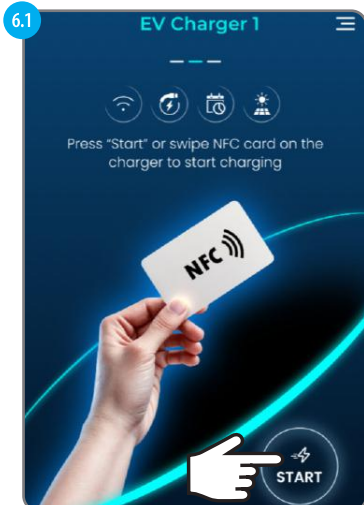 6.1
EV Charger 1
Press "Start" or swipe NFC card on the
charger to start charging
NFC
START